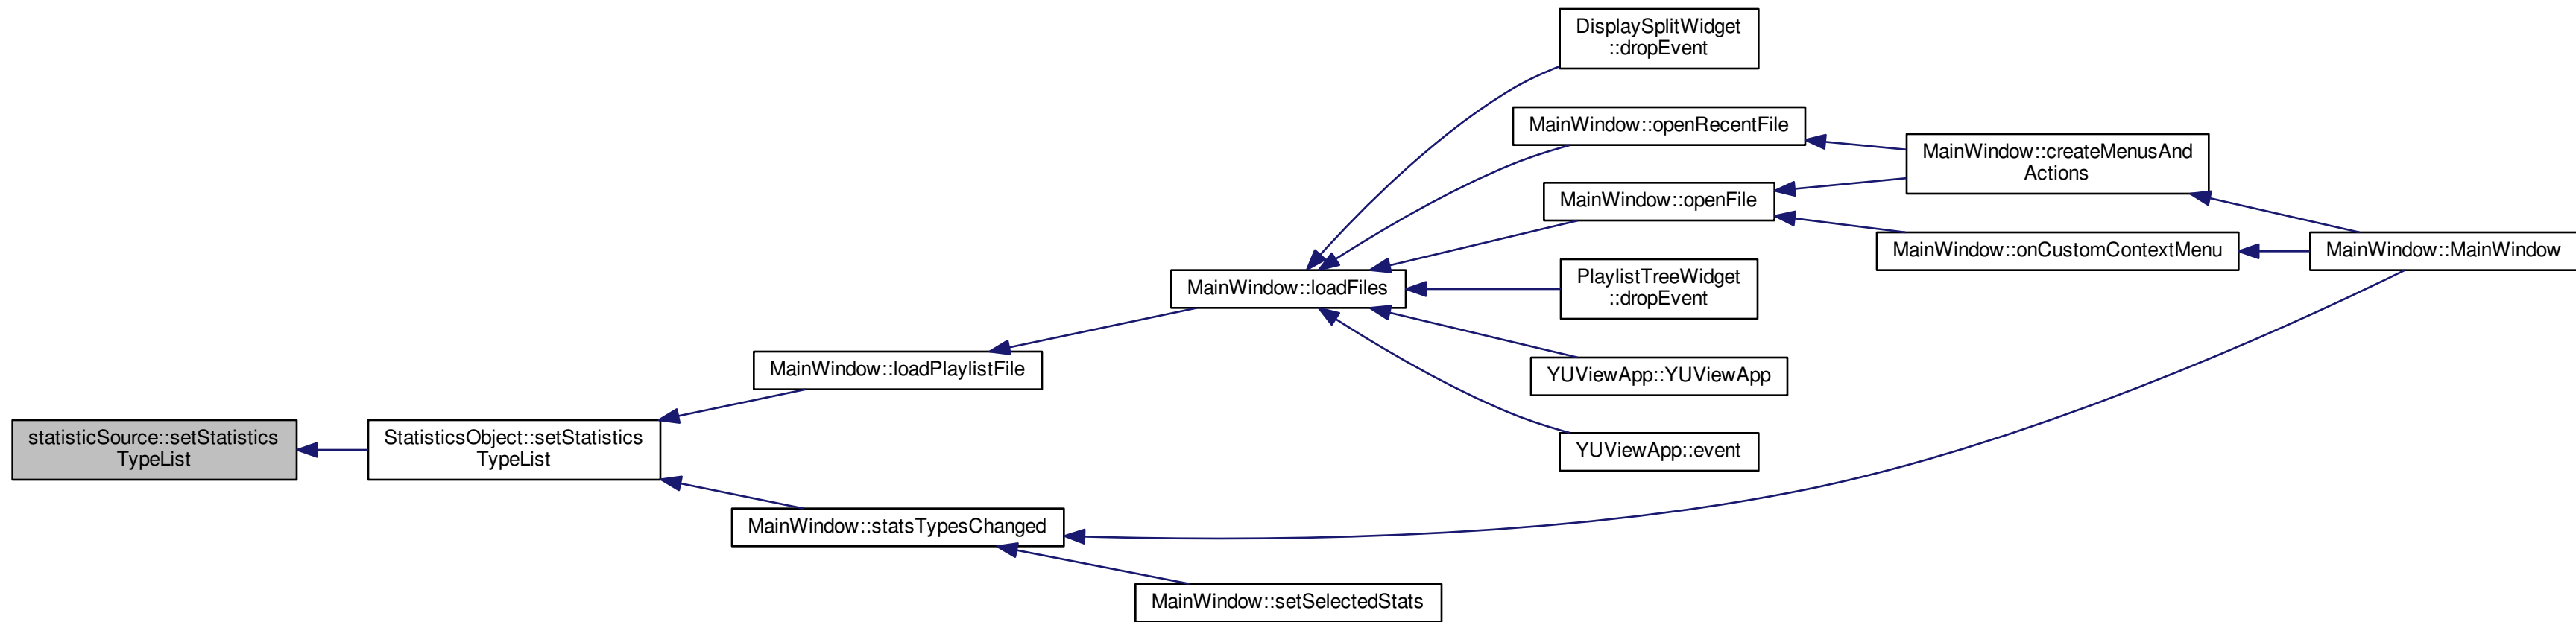 DisplaySplitWidget
::dropEvent
MainWindow::openRecentFile
MainWindow::createMenusAnd
Actions
MainWindow::openFile
MainWindow::onCustomContextMenu
MainWindow::MainWindow
MainWindow::loadFiles
PlaylistTreeWidget
::dropEvent
MainWindow::loadPlaylistFile
YUViewApp::YUViewApp
statisticSource::setStatistics
TypeList
StatisticsObject::setStatistics
TypeList
YUViewApp::event
MainWindow::statsTypesChanged
MainWindow::setSelectedStats